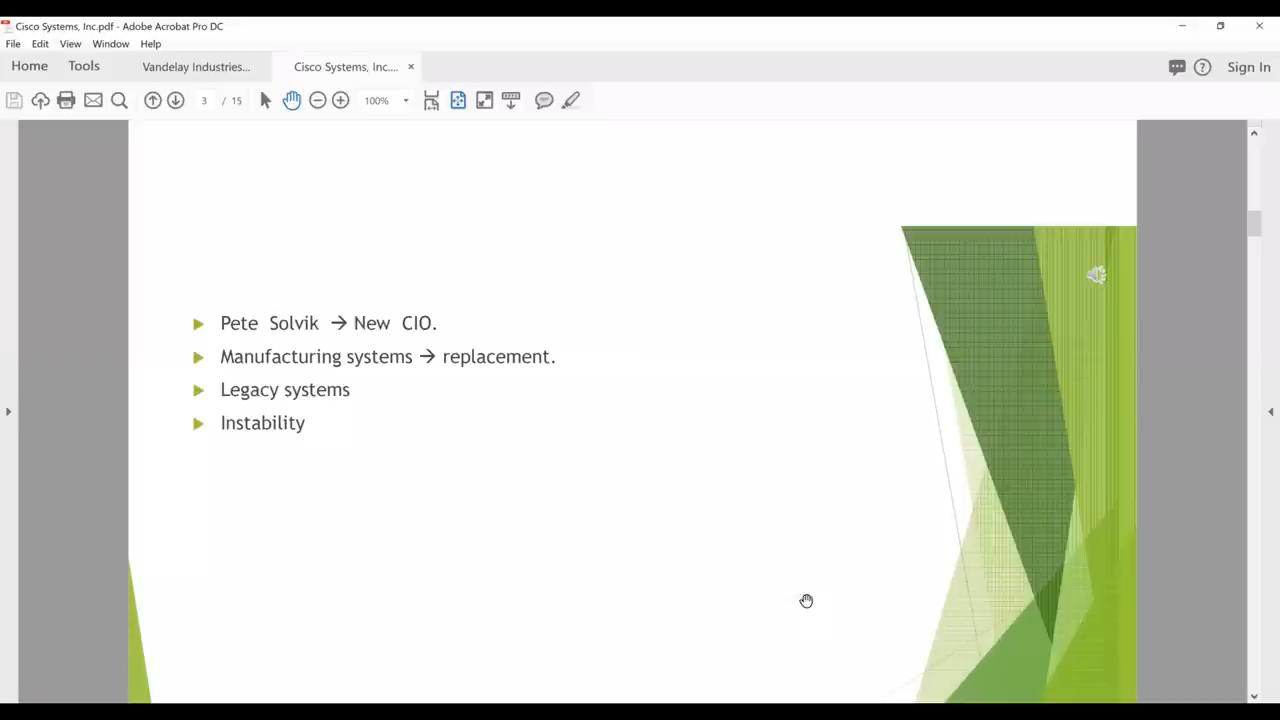 Cisco Systems, Inc.pdf - Adobe Acrobat Pro DC
File Edit View Window Help
Home Tools Vandelay Industries... Cisco Systems, Inc.... × Sign In
3 / 15 100%
Pete Solvik → New CIO.
Manufacturing systems → replacement.
Legacy systems
Instability